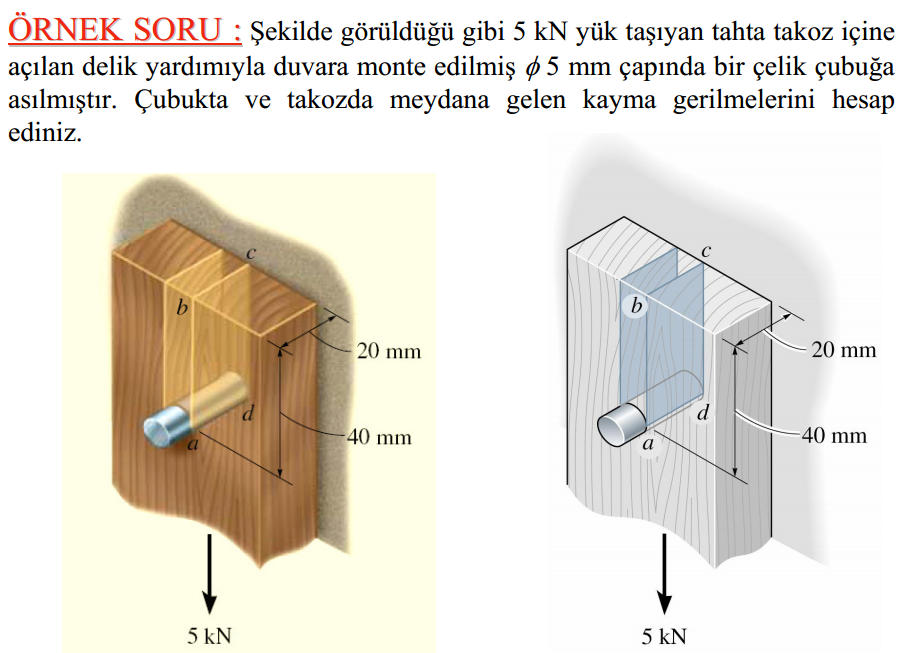 ÖRNEK SORU : Şekilde görüldüğü gibi 5 kN yük taşıyan tahta takoz içine
açılan delik yardımıyla duvara monte edilmiş ϕ 5 mm çapında bir çelik çubuğa
asılmıştır. Çubukta ve takozda meydana gelen kayma gerilmelerini hesap
ediniz.
c
b
20 mm
d
a
40 mm
5 kN
c
b
20 mm
d
a
40 mm
5 kN